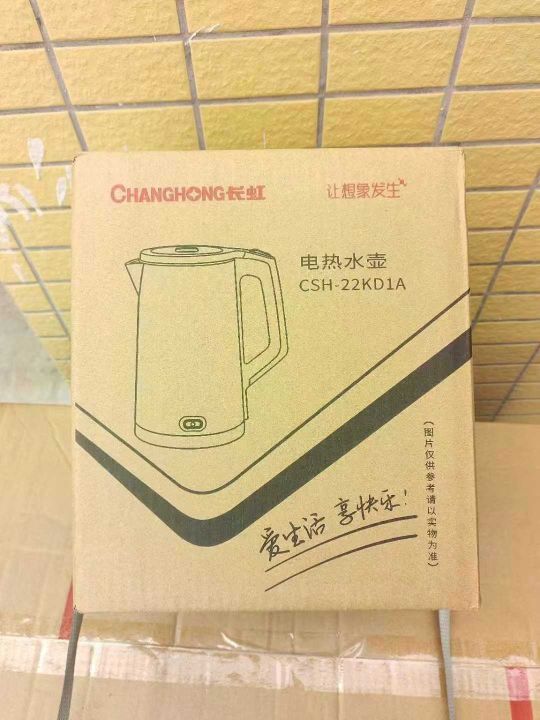 CHANGHONG长虹
让想象发生
电热水壶
CSH-22KD1A
(图片仅供参考请以实物为准)
爱生活 享快乐!